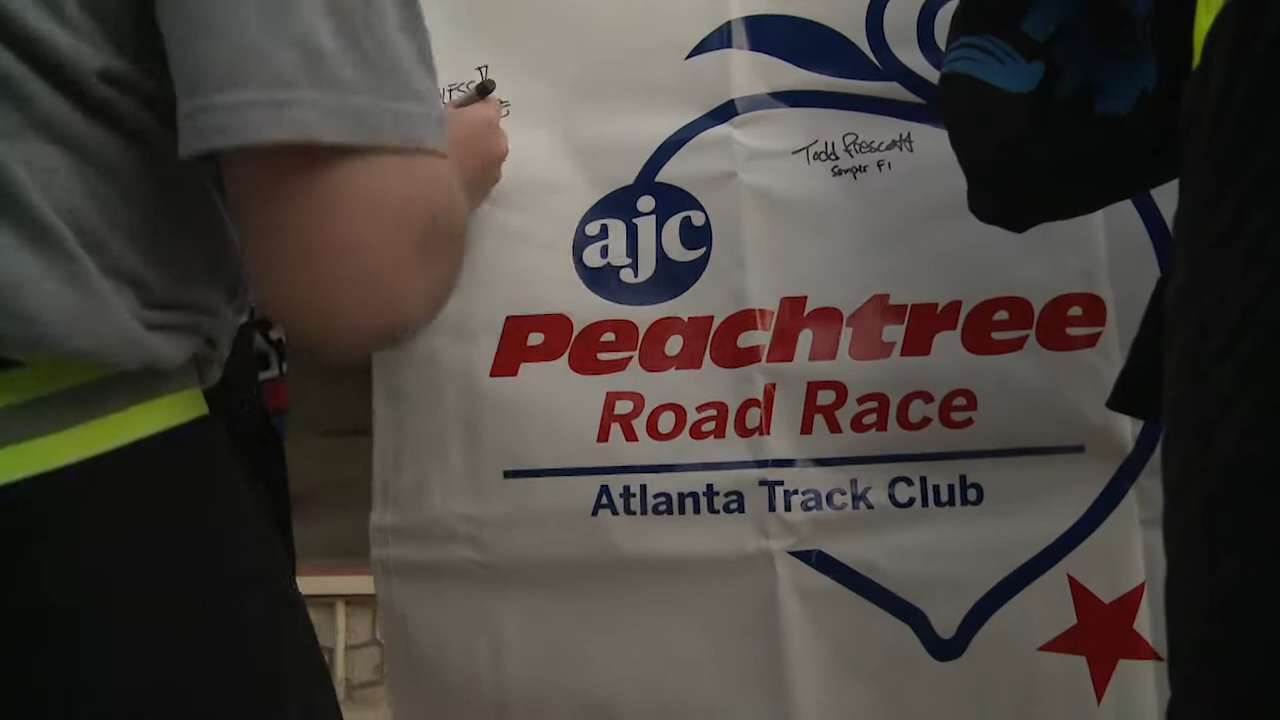 Todd Prescott
Semper Fi
ajc
Peachtree
Road Race
Atlanta Track Club